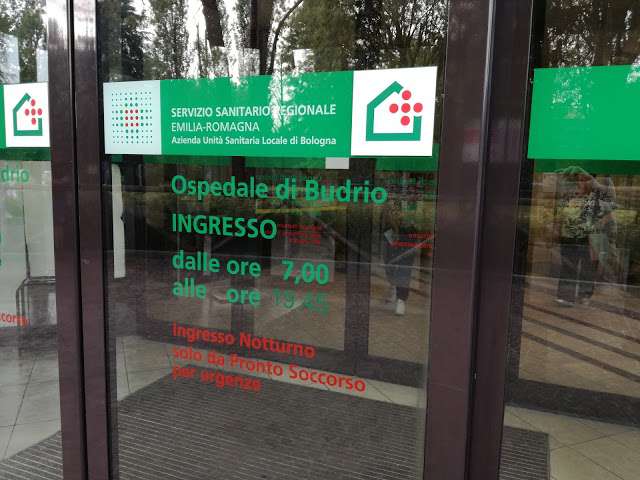 SERVIZIO SANITARIO REGIONALE
EMILIA-ROMAGNA
Azienda Unità Sanitaria Locale di Bologna
Ospedale di Budrio
INGRESSO
dalle ore 7,00
alle ore 19.45
Ingresso Notturno
solo da Pronto Soccorso
per urgenze